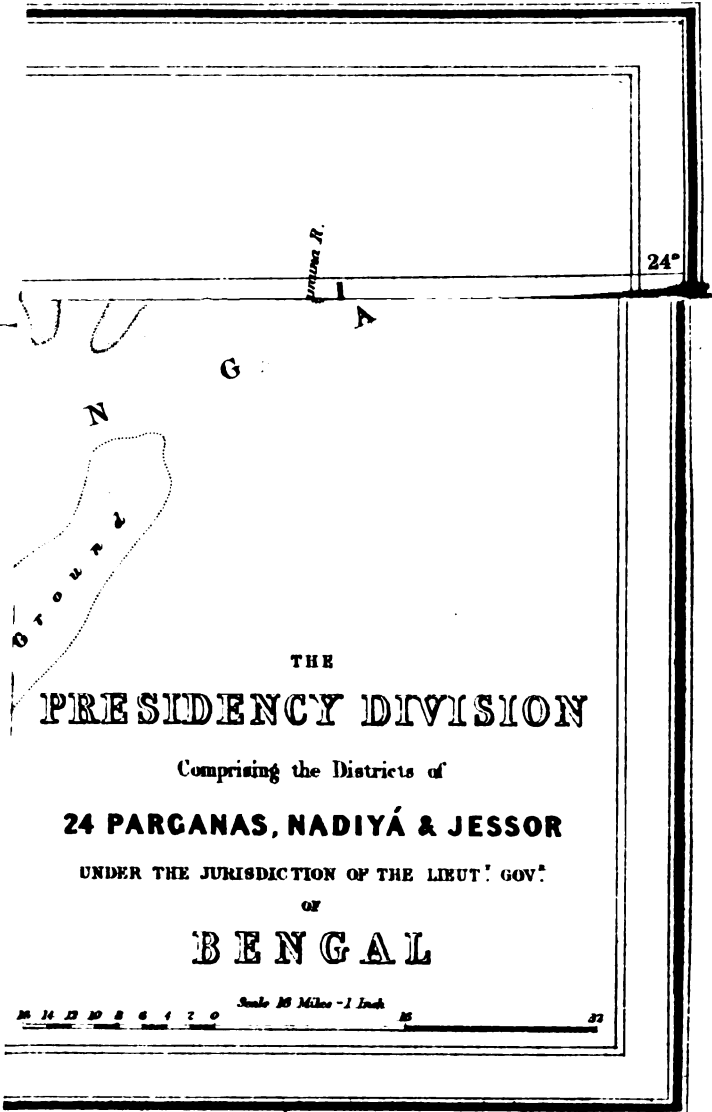 R.
24°
A
G
N
Ground
THE
PRESIDENCY DIVISION
Comprising the Districts of
24 PARGANAS, NADIYÁ & JESSOR
UNDER THE JURISDICTION OF THE LIEUT.T GOV.R
OF
BENGAL
Scale 16 Miles - 1 Inch
16 14 12 10 8 6 4 2 0 16 32